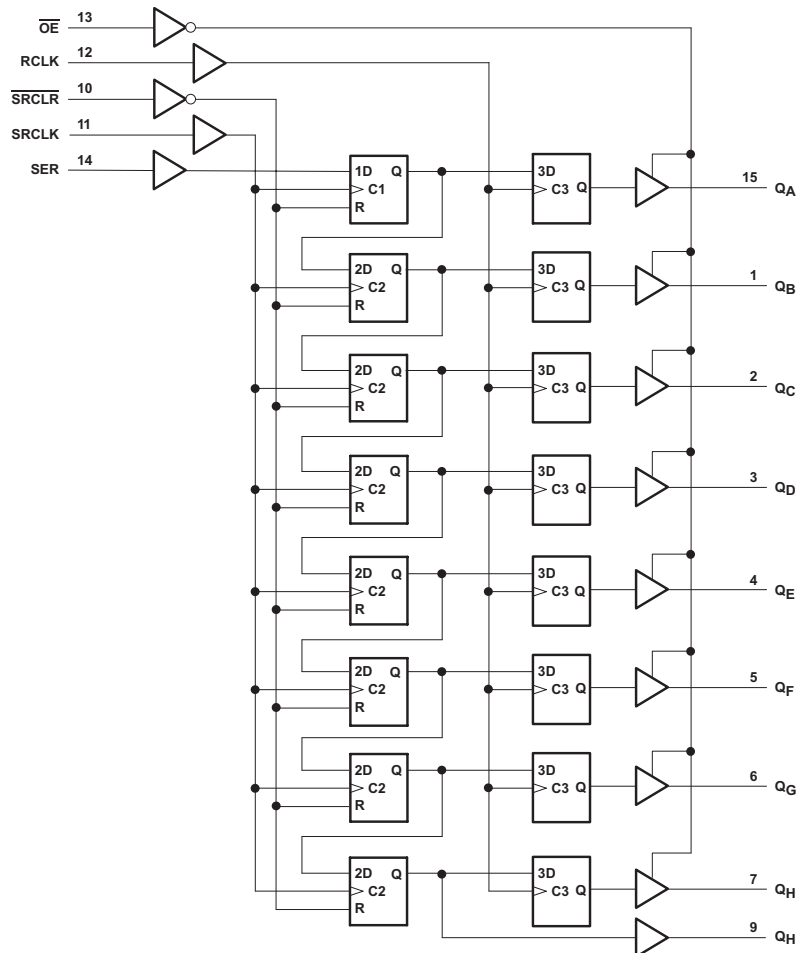 OE 13
RCLK 12
SRCLR 10
SRCLK 11
SER 14
1D Q 3D
C1 C3 Q 15 QA
R
2D Q 3D
C2 C3 Q 1 QB
R
2D Q 3D
C2 C3 Q 2 QC
R
2D Q 3D
C2 C3 Q 3 QD
R
2D Q 3D
C2 C3 Q 4 QE
R
2D Q 3D
C2 C3 Q 5 QF
R
2D Q 3D
C2 C3 Q 6 QG
R
2D Q 3D
C2 C3 Q 7 QH
R
9 QH